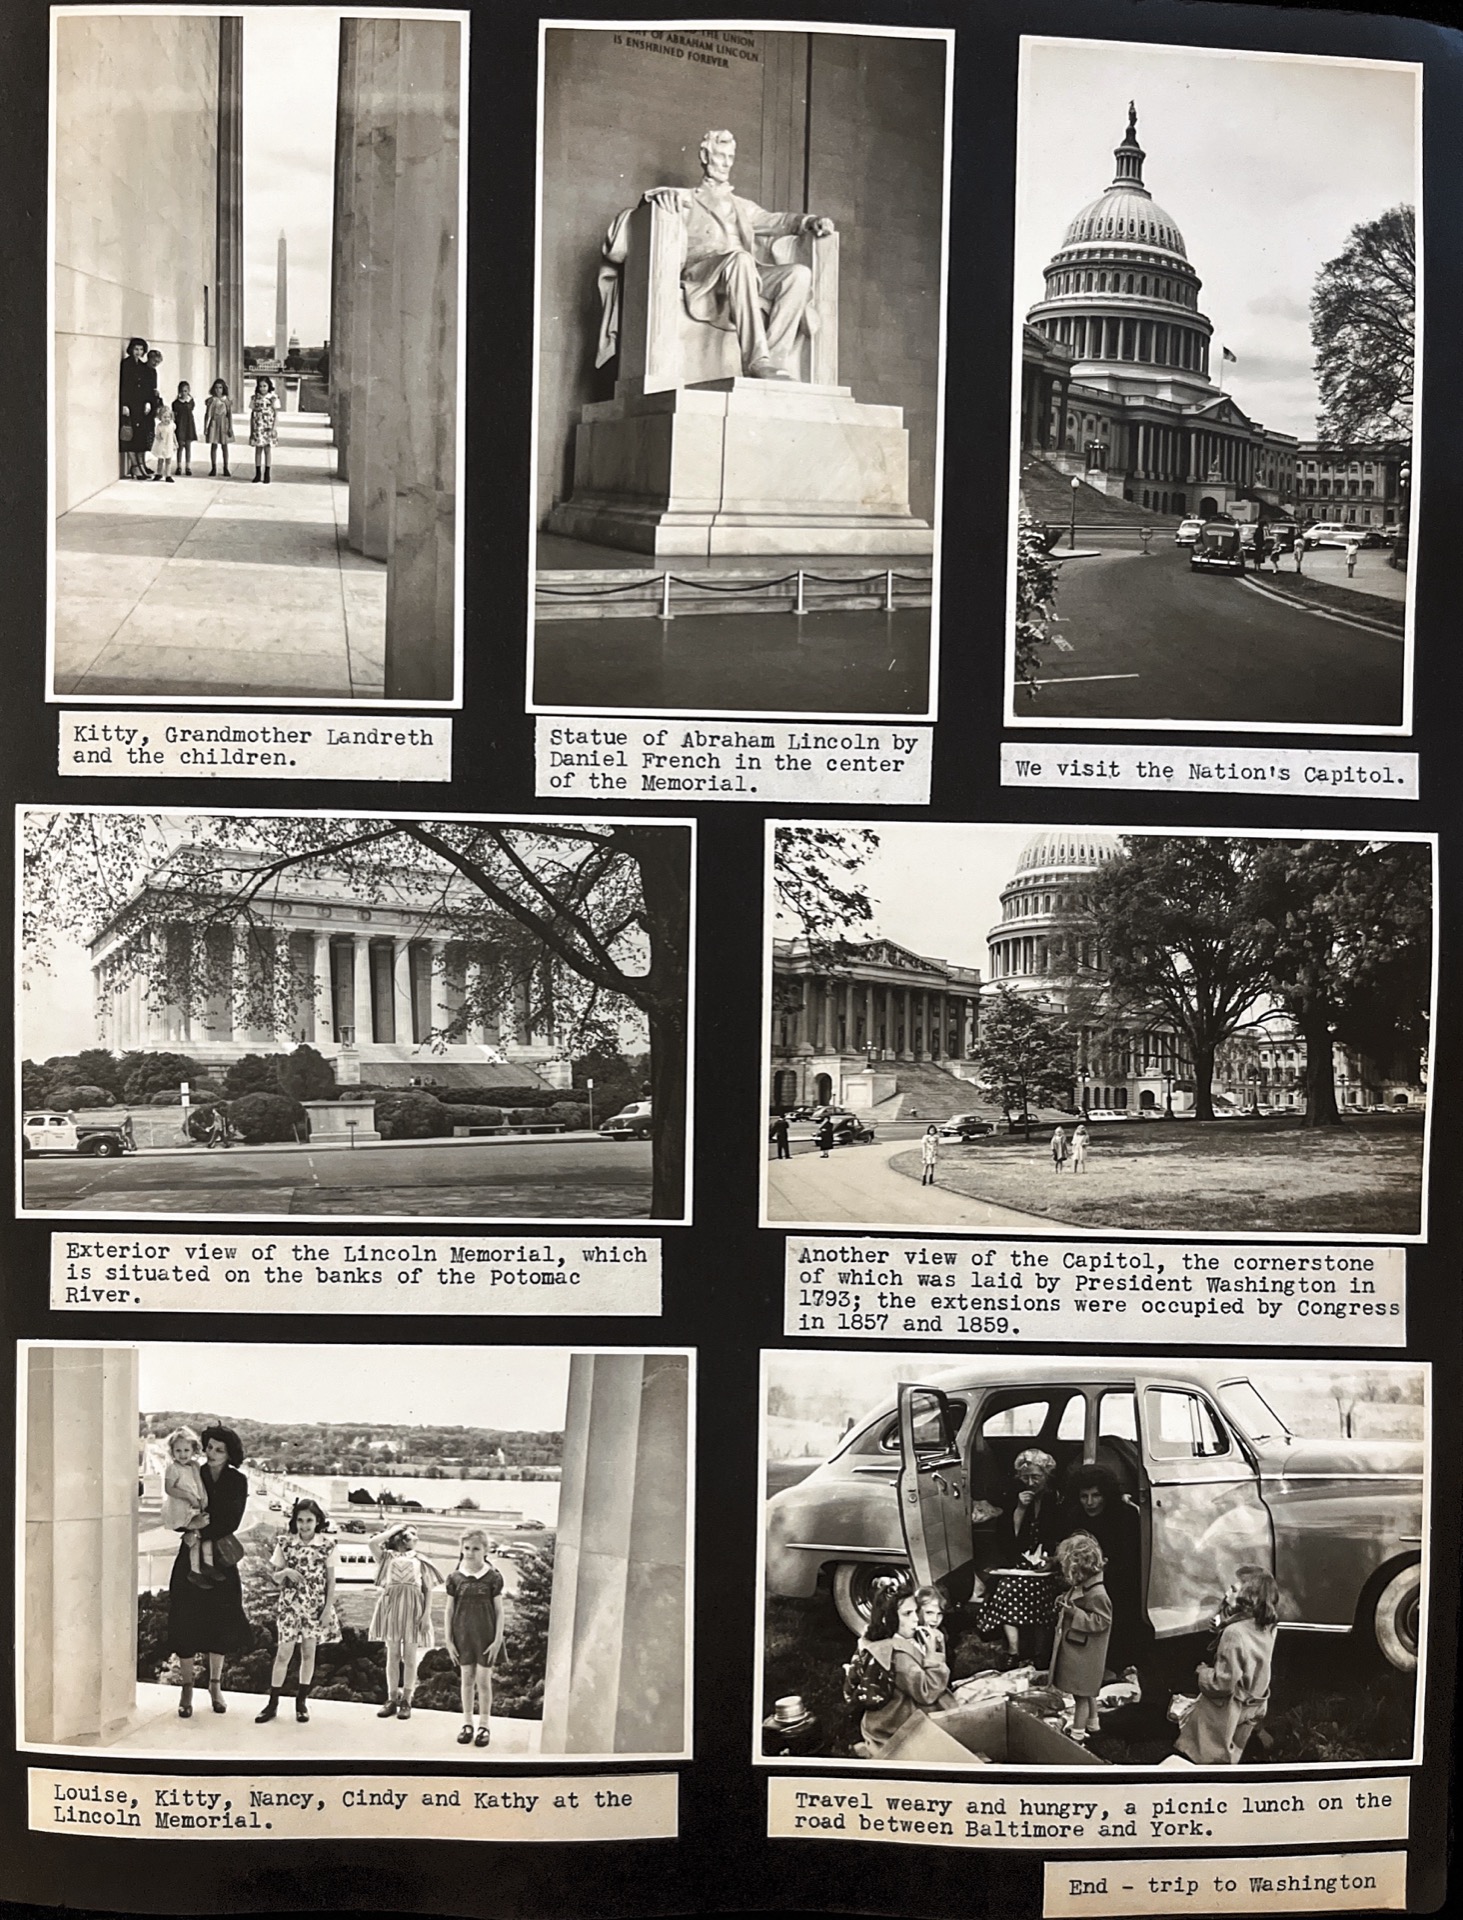 THE UNION
OF ABRAHAM LINCOLN
IS ENSHRINED FOREVER
Kitty, Grandmother Landreth
and the children.
Statue of Abraham Lincoln by
Daniel French in the center
of the Memorial.
We visit the Nation's Capitol.
Exterior view of the Lincoln Memorial, which
is situated on the banks of the Potomac
River.
Another view of the Capitol, the cornerstone
of which was laid by President Washington in
1793; the extensions were occupied by Congress
in 1857 and 1859.
Louise, Kitty, Nancy, Cindy and Kathy at the
Lincoln Memorial.
Travel weary and hungry, a picnic lunch on the
road between Baltimore and York.
End - trip to Washington